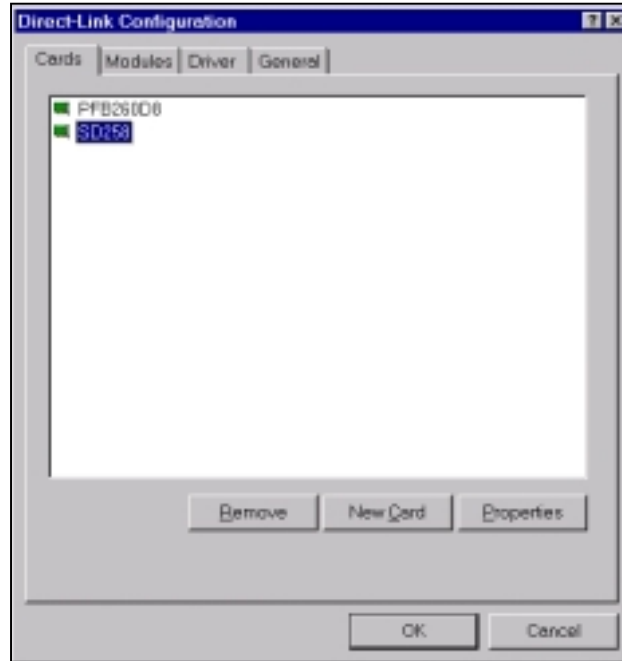 Direct-Link Configuration
Cards Modules Driver General
PFB260D8
SD258
Remove New Card Properties
OK Cancel